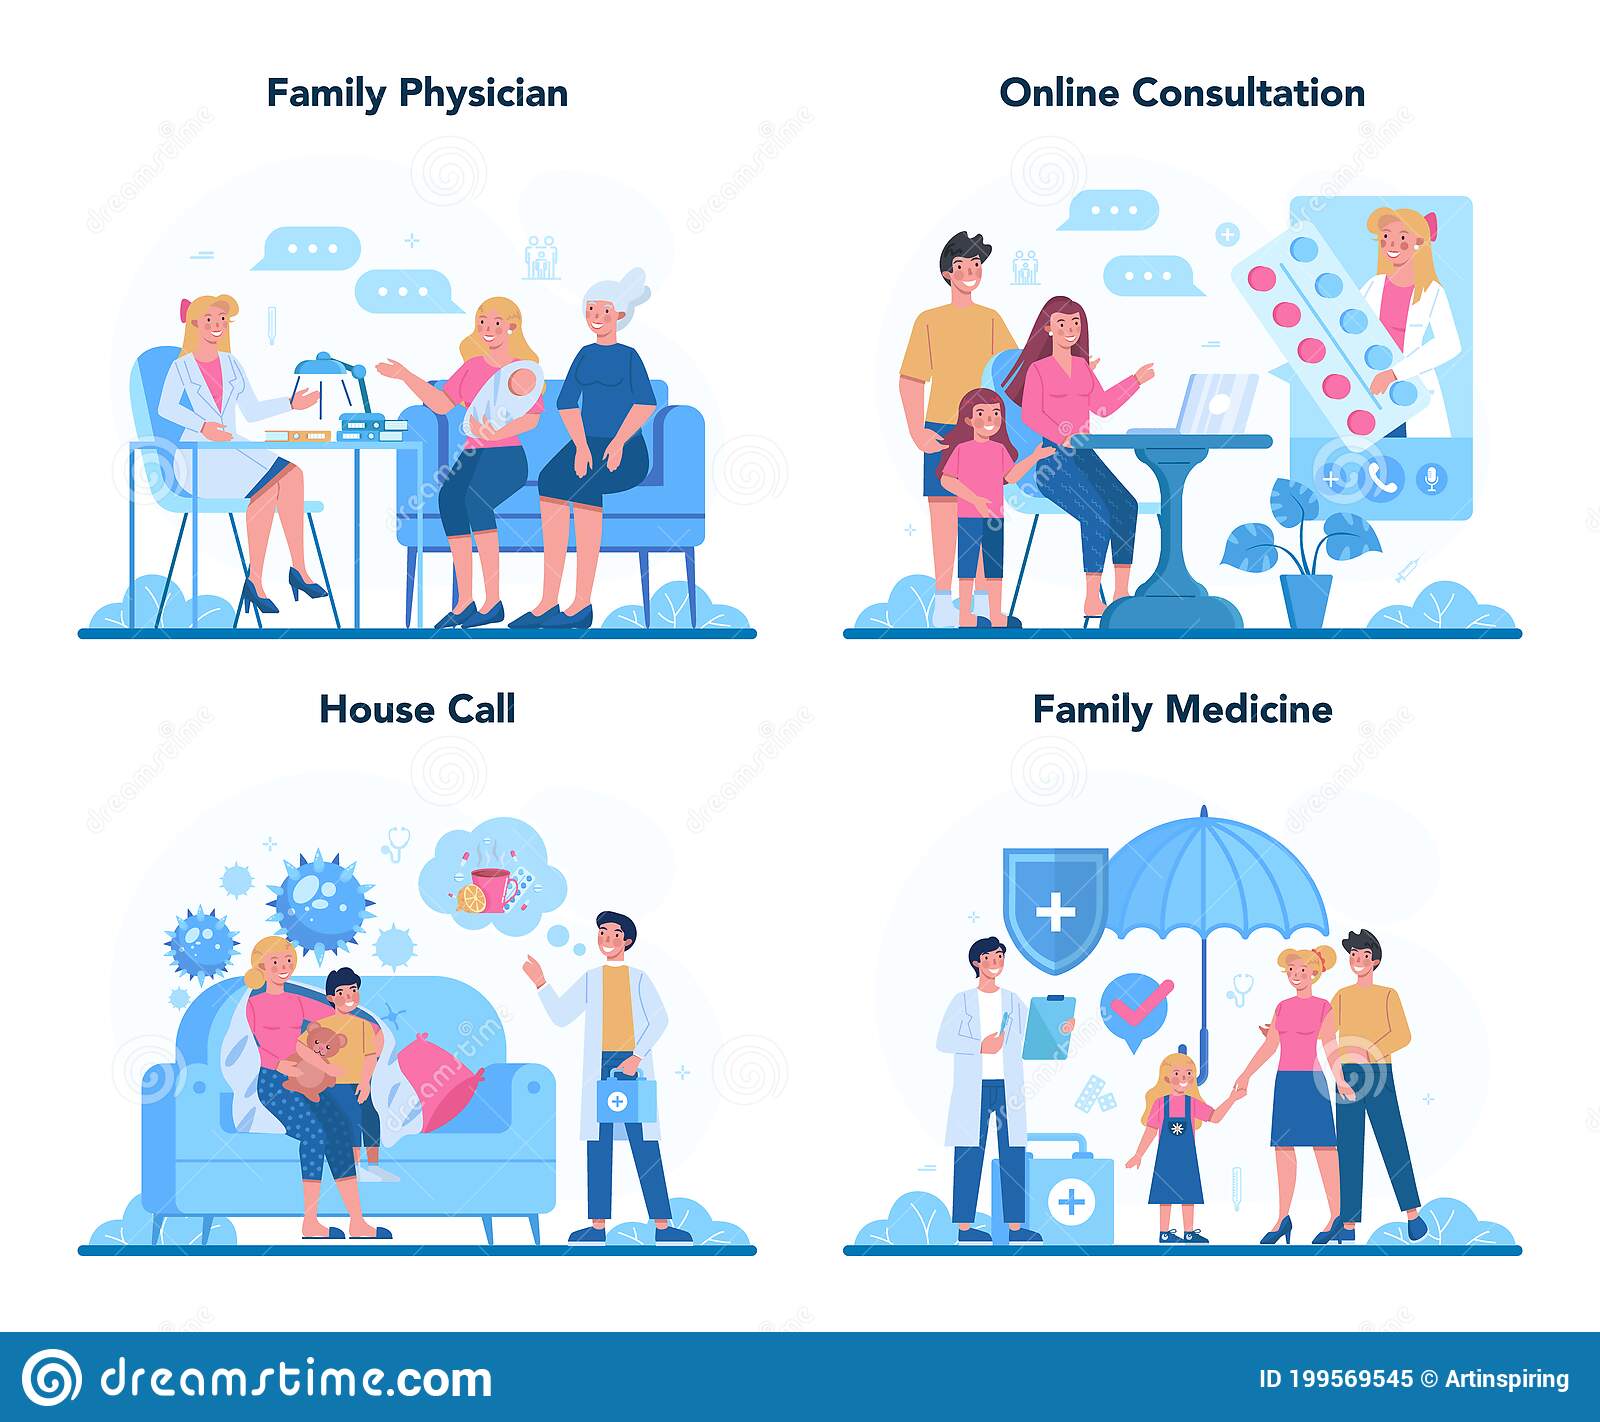 Family Physician
Online Consultation
House Call
Family Medicine
dreamstime.com
ID 199569545 © Artinspiring